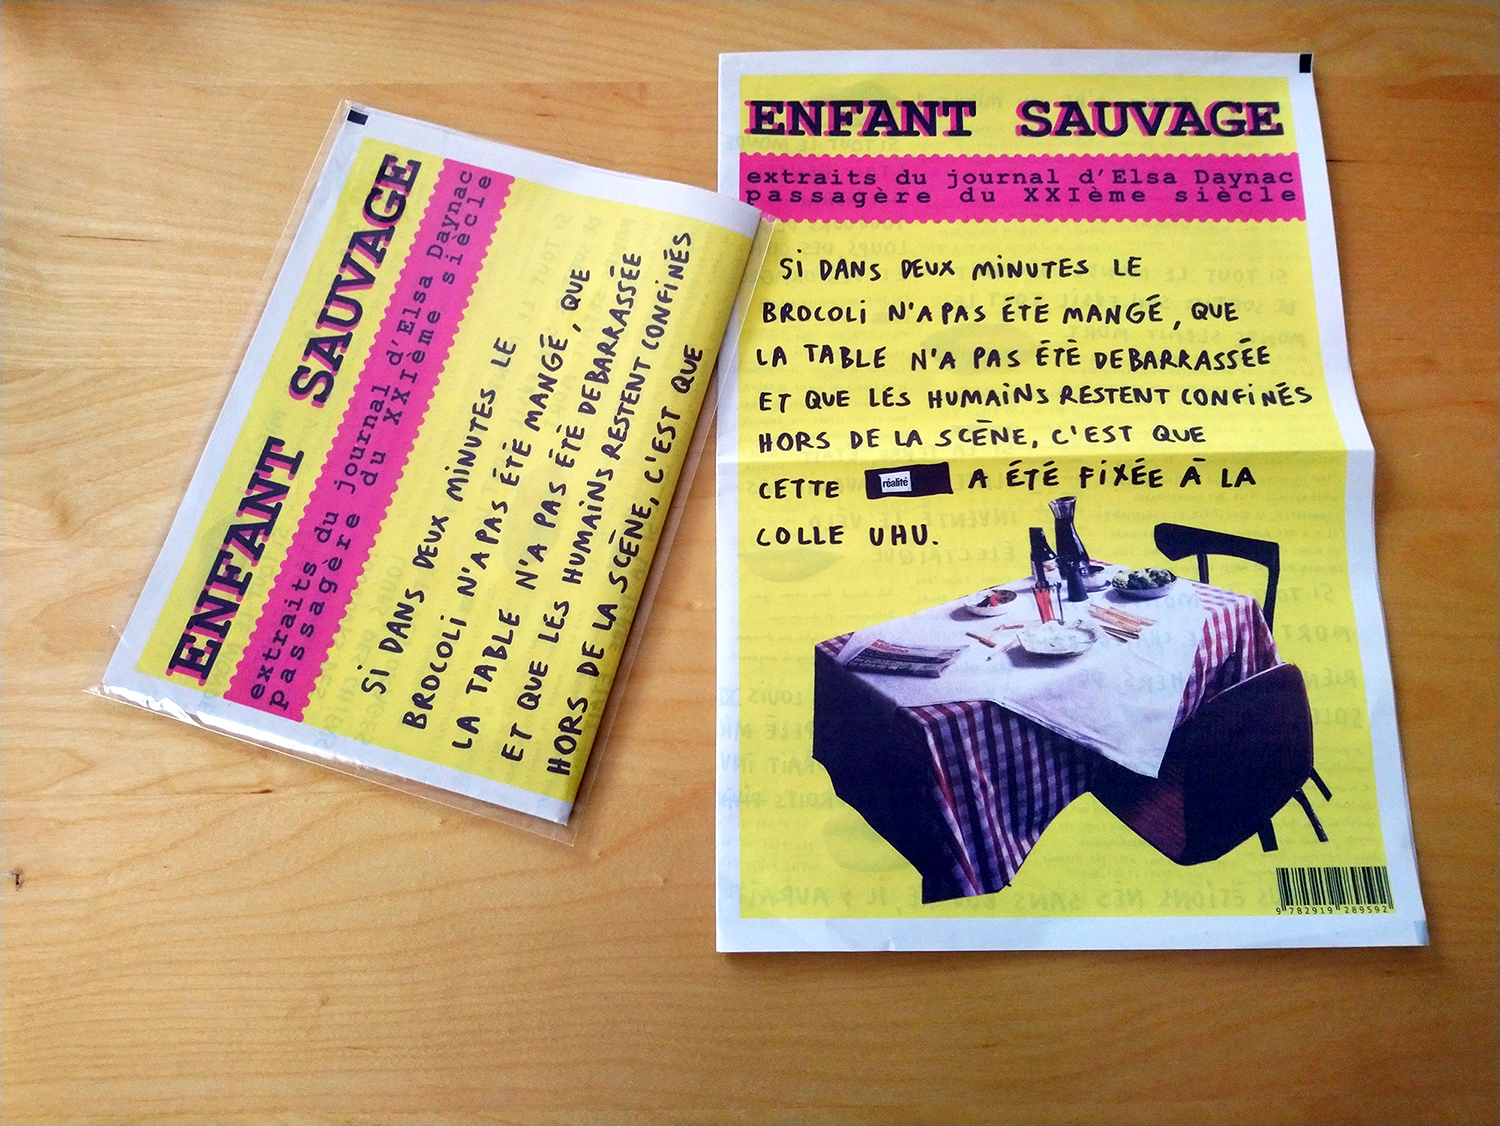 ENFANT SAUVAGE
extraits du journal d'Elsa Daynac
passagère du XXIème siècle
SI DANS DEUX MINUTES LE
BROCOLI N'A PAS ÉTÉ MANGÉ, QUE
LA TABLE N'A PAS ÉTÉ DEBARRASSÉE
ET QUE LES HUMAINS RESTENT CONFINÉS
HORS DE LA SCÈNE, C'EST QUE
ENFANT SAUVAGE
extraits du journal d'Elsa Daynac
passagère du XXIème siècle
SI DANS DEUX MINUTES LE
BROCOLI N'A PAS ÉTÉ MANGÉ, QUE
LA TABLE N'A PAS ÉTÉ DEBARRASSÉE
ET QUE LES HUMAINS RESTENT CONFINÉS
HORS DE LA SCÈNE, C'EST QUE
CETTE réalité A ÉTÉ FIXÉE À LA
COLLE UHU.
9 782919 289592